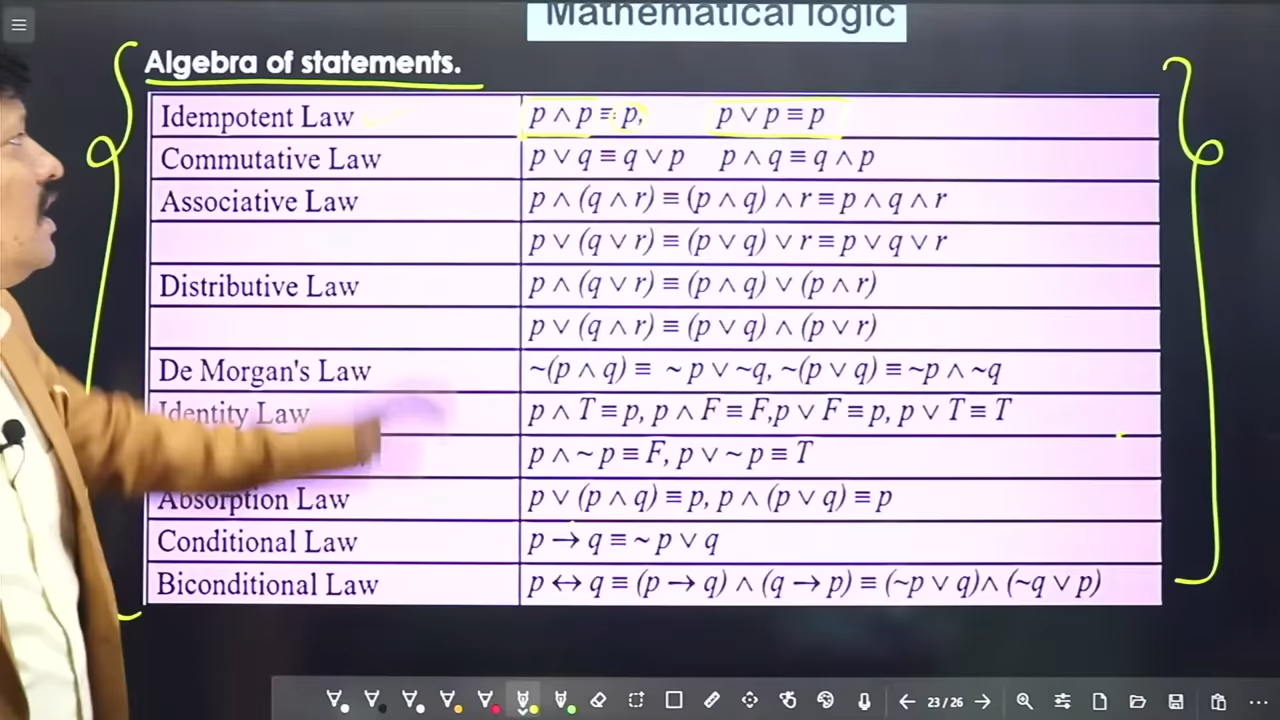 Mathematical logic
Algebra of statements.
Idempotent Law p ∧ p ≡ p, p ∨ p ≡ p
Commutative Law p ∨ q ≡ q ∨ p p ∧ q ≡ q ∧ p
Associative Law p ∧ (q ∧ r) ≡ (p ∧ q) ∧ r ≡ p ∧ q ∧ r
p ∨ (q ∨ r) ≡ (p ∨ q) ∨ r ≡ p ∨ q ∨ r
Distributive Law p ∧ (q ∨ r) ≡ (p ∧ q) ∨ (p ∧ r)
p ∨ (q ∧ r) ≡ (p ∨ q) ∧ (p ∨ r)
De Morgan's Law ~(p ∧ q) ≡ ~ p ∨ ~q, ~(p ∨ q) ≡ ~p ∧ ~q
Identity Law p ∧ T ≡ p, p ∧ F ≡ F,p ∨ F ≡ p, p ∨ T ≡ T
p ∧ ~ p ≡ F, p ∨ ~ p ≡ T
Absorption Law p ∨ (p ∧ q) ≡ p, p ∧ (p ∨ q) ≡ p
Conditional Law p → q ≡ ~ p ∨ q
Biconditional Law p ↔ q ≡ (p → q) ∧ (q → p) ≡ (~p ∨ q)∧ (~q ∨ p)
23 / 26